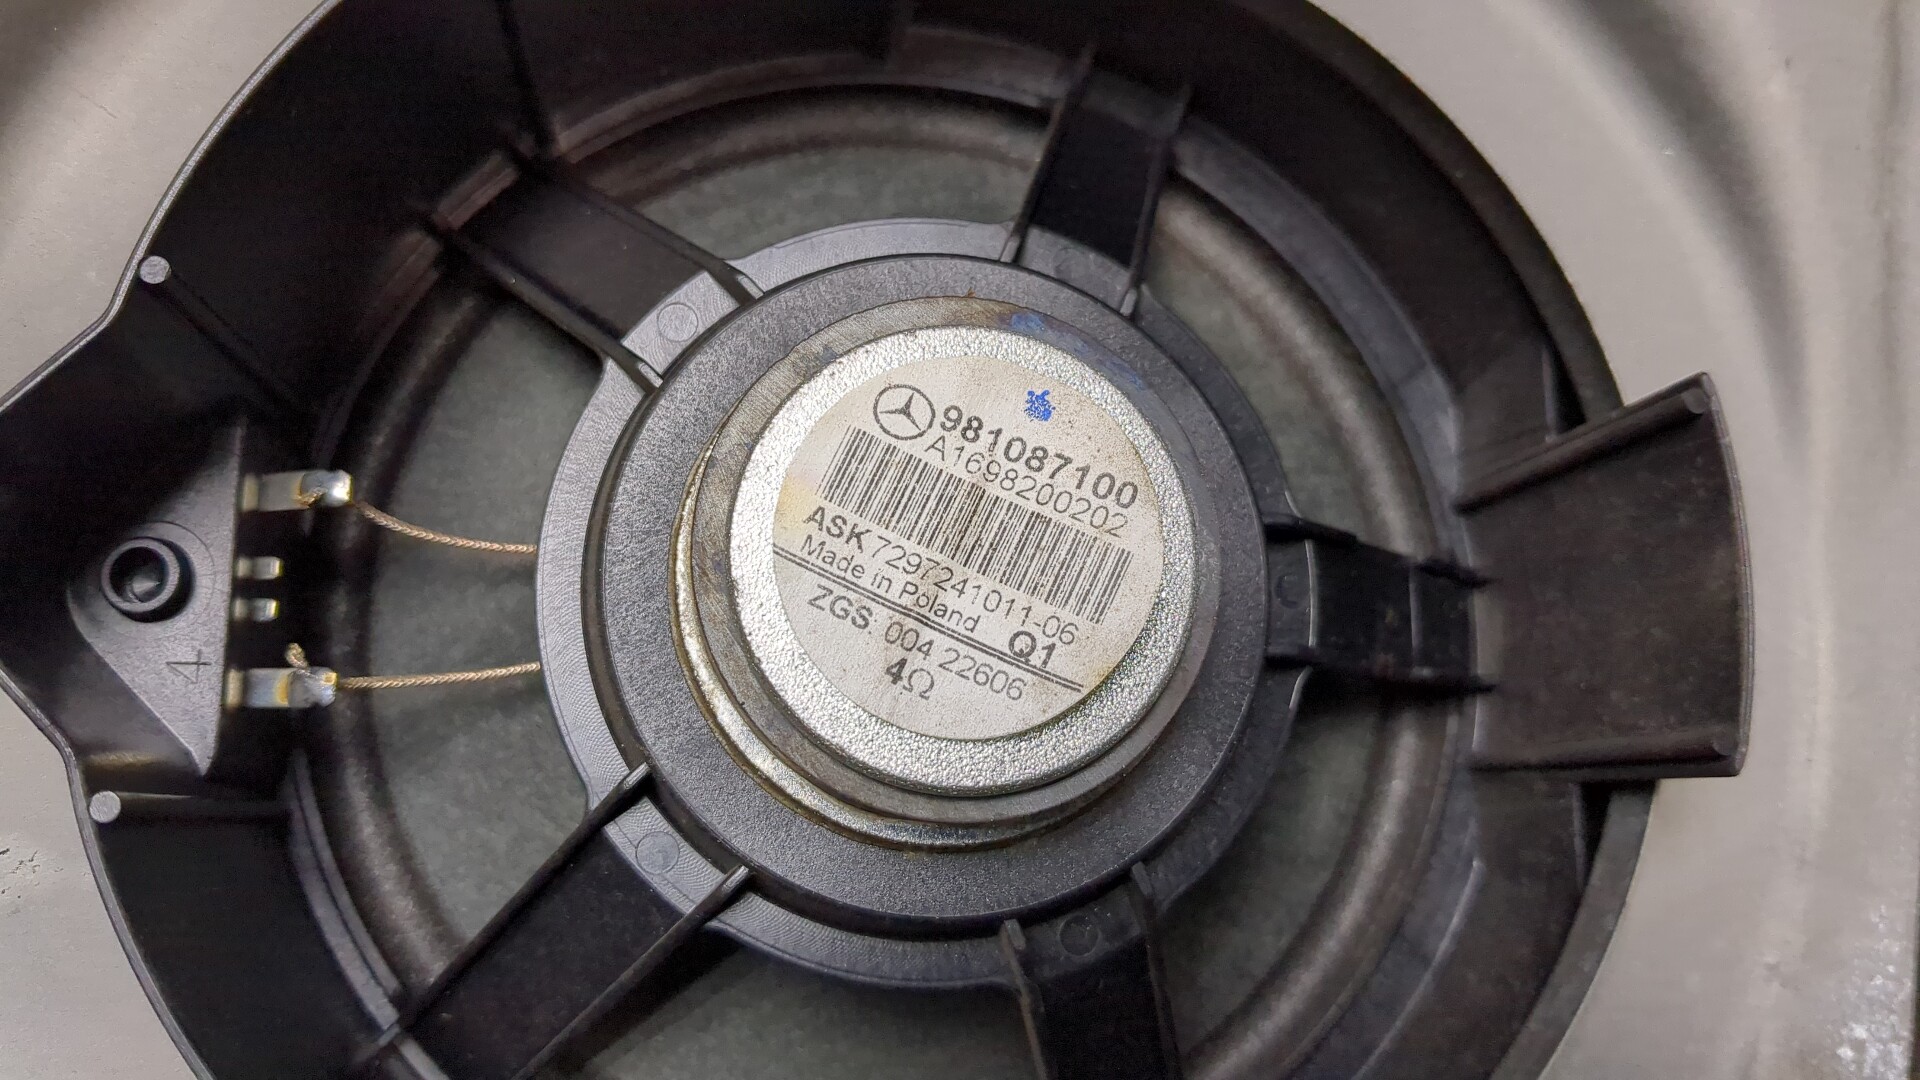 981087100
A1698200202
ASK 7297241011-06
Made in Poland Q1
ZGS: 004 22606
4Ω
4